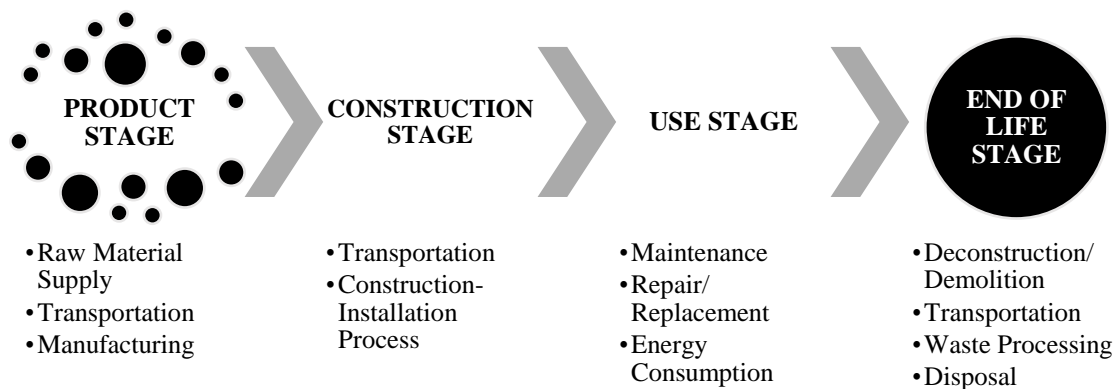 PRODUCT
STAGE
CONSTRUCTION
STAGE
USE STAGE
END OF
LIFE
STAGE
•Raw Material
Supply
•Transportation
•Manufacturing
•Transportation
•Construction-
Installation
Process
•Maintenance
•Repair/
Replacement
•Energy
Consumption
•Deconstruction/
Demolition
•Transportation
•Waste Processing
•Disposal